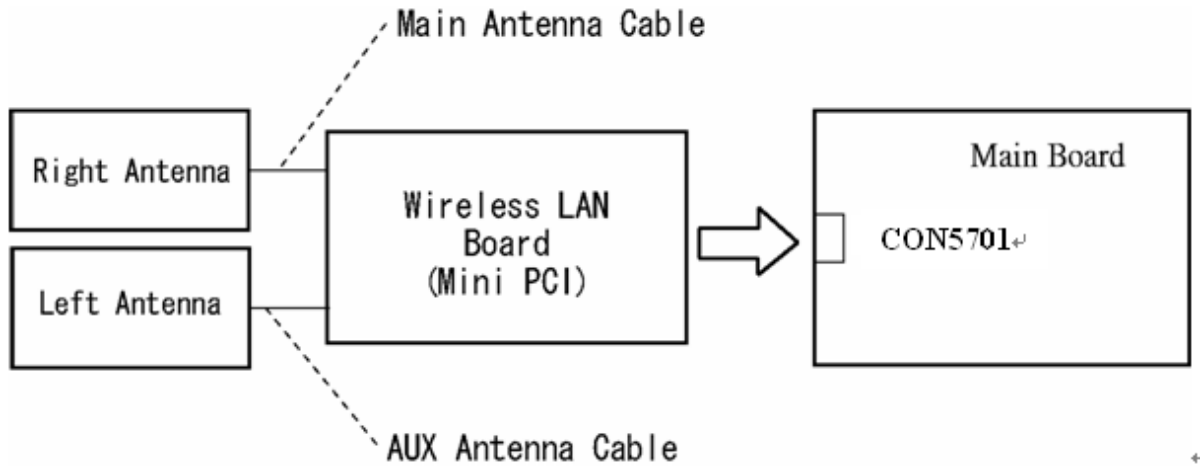 Main Antenna Cable
Right Antenna
Left Antenna
Wireless LAN
Board
(Mini PCI)
Main Board
CON5701↵
AUX Antenna Cable
↵